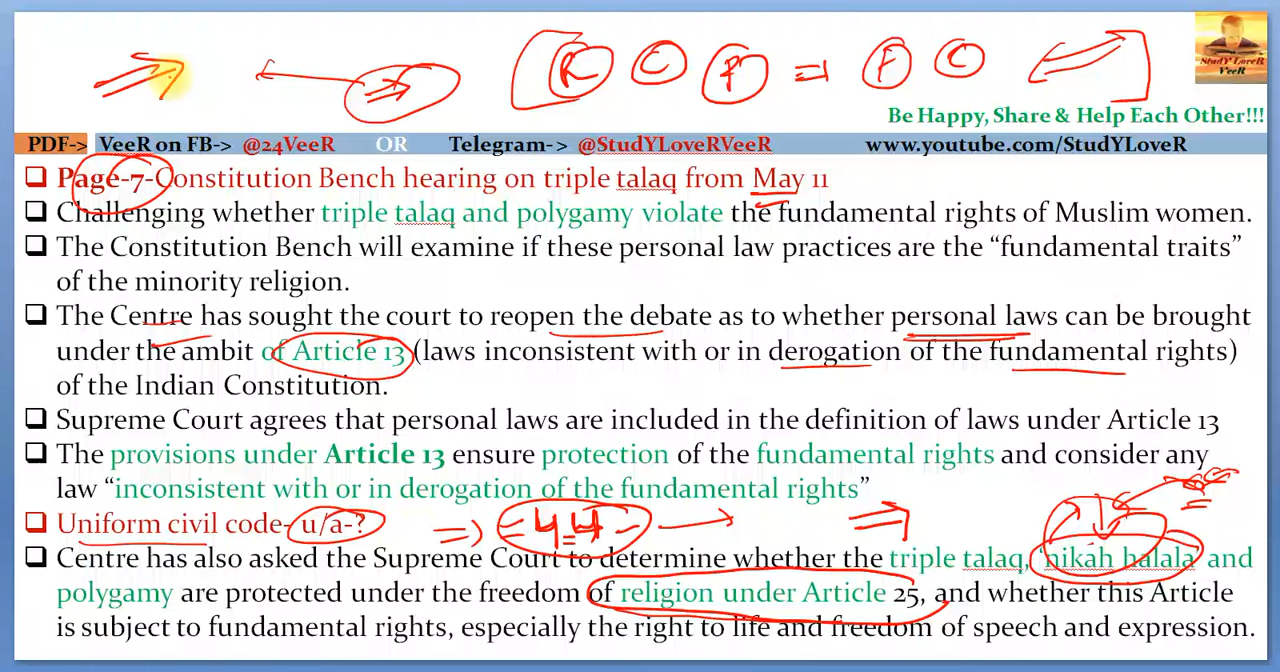 R C P = F C
StudY LoveR
VeeR
Be Happy, Share & Help Each Other!!!
PDF-> VeeR on FB-> @24VeeR OR Telegram-> @StudYLoveRVeeR www.youtube.com/StudYLoveR
Page-7-Constitution Bench hearing on triple talaq from May 11
Challenging whether triple talaq and polygamy violate the fundamental rights of Muslim women.
The Constitution Bench will examine if these personal law practices are the “fundamental traits”
of the minority religion.
The Centre has sought the court to reopen the debate as to whether personal laws can be brought
under the ambit of Article 13 (laws inconsistent with or in derogation of the fundamental rights)
of the Indian Constitution.
Supreme Court agrees that personal laws are included in the definition of laws under Article 13
The provisions under Article 13 ensure protection of the fundamental rights and consider any
law “inconsistent with or in derogation of the fundamental rights”
Uniform civil code- u/a-? = 44 -
Centre has also asked the Supreme Court to determine whether the triple talaq, ‘nikah halala’ and
polygamy are protected under the freedom of religion under Article 25, and whether this Article
is subject to fundamental rights, especially the right to life and freedom of speech and expression.